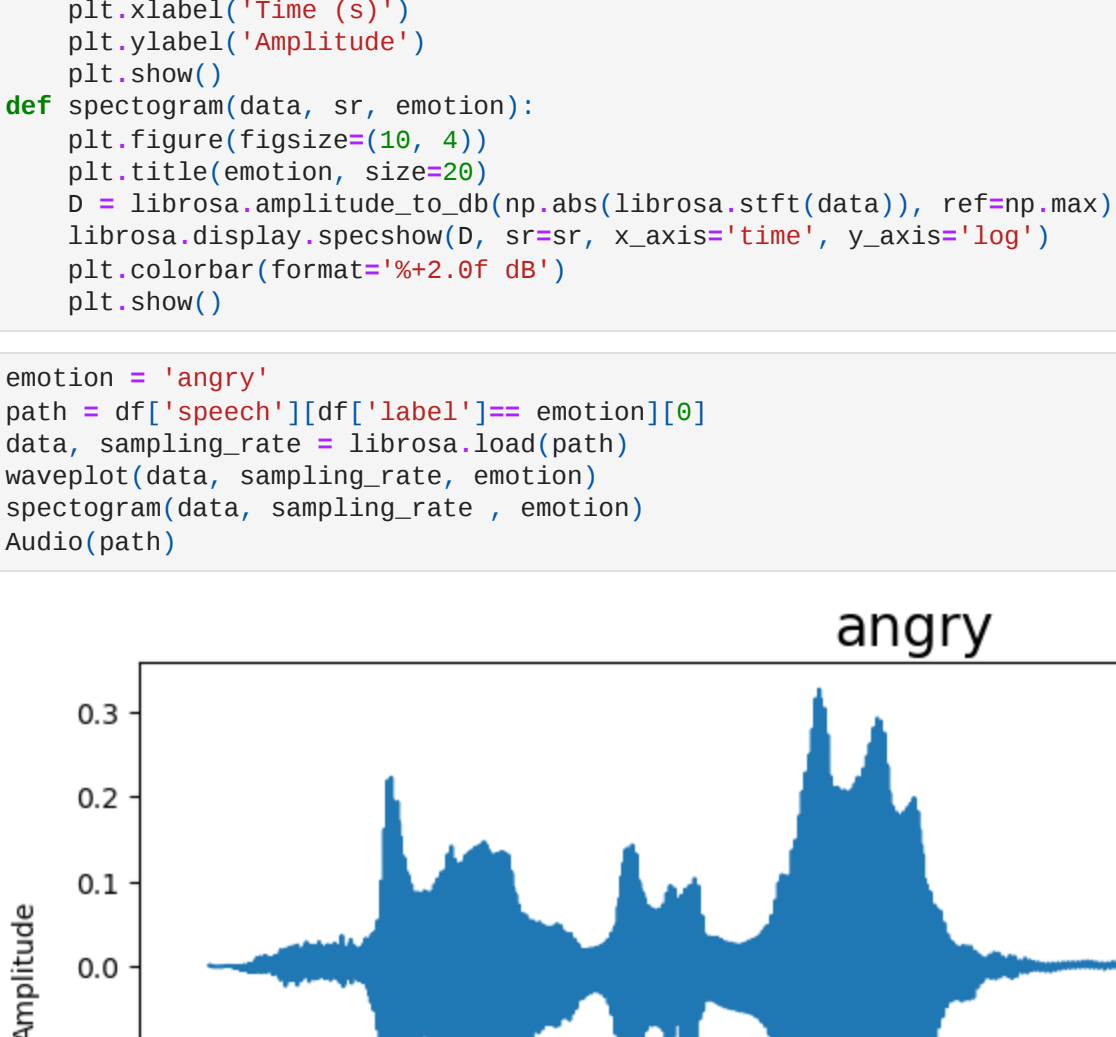 plt.xlabel('Time (s)')
    plt.ylabel('Amplitude')
    plt.show()
def spectogram(data, sr, emotion):
    plt.figure(figsize=(10, 4))
    plt.title(emotion, size=20)
    D = librosa.amplitude_to_db(np.abs(librosa.stft(data)), ref=np.max)
    librosa.display.specshow(D, sr=sr, x_axis='time', y_axis='log')
    plt.colorbar(format='%+2.0f dB')
    plt.show()
emotion = 'angry'
path = df['speech'][df['label']== emotion][0]
data, sampling_rate = librosa.load(path)
waveplot(data, sampling_rate, emotion)
spectogram(data, sampling_rate , emotion)
Audio(path)
angry
0.3
0.2
0.1
0.0
Amplitude